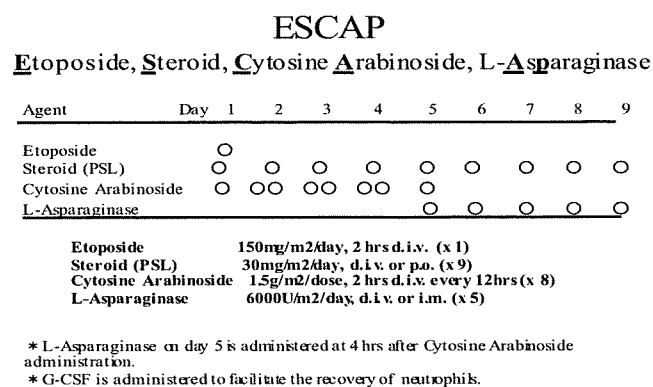 ESCAP
Etoposide, Steroid, Cytosine Arabinoside, L-Asparaginase
Agent Day 1 2 3 4 5 6 7 8 9
Etoposide
Steroid (PSL)
Cytosine Arabinoside
L-Asparaginase
Etoposide 150mg/m2/day, 2 hrs d.i.v. (x 1)
Steroid (PSL) 30mg/m2/day, d.i.v. or p.o. (x 9)
Cytosine Arabinoside 1.5g/m2/dose, 2 hrs d.i.v. every 12hrs (x 8)
L-Asparaginase 6000U/m2/day, d.i.v. or i.m. (x 5)
* L-Asparaginase on day 5 is administered at 4 hrs after Cytosine Arabinoside
administration.
* G-CSF is administered to facilitate the recovery of neutrophils.